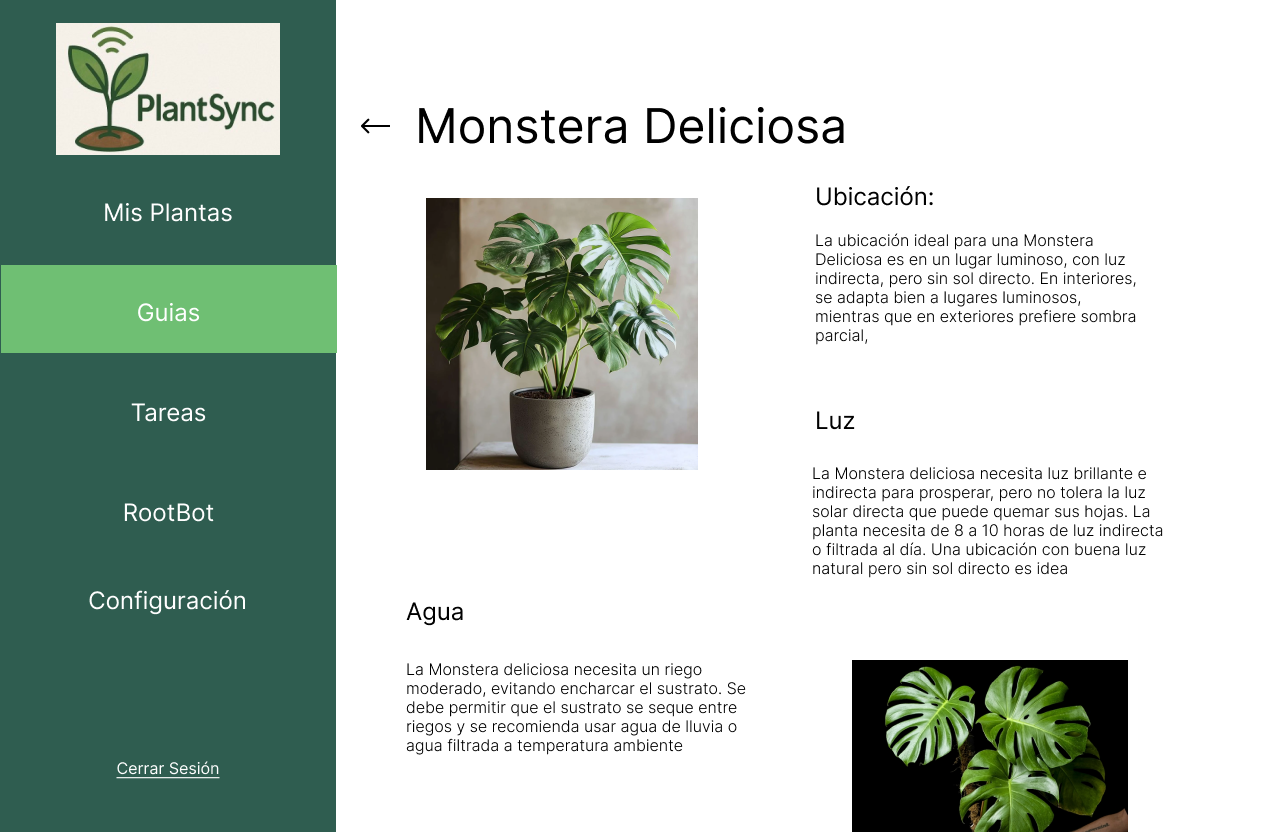 PlantSync
Mis Plantas
Guias
Tareas
RootBot
Configuración
Cerrar Sesión
Monstera Deliciosa
Ubicación:
La ubicación ideal para una Monstera
Deliciosa es en un lugar luminoso, con luz
indirecta, pero sin sol directo. En interiores,
se adapta bien a lugares luminosos,
mientras que en exteriores prefiere sombra
parcial,
Luz
La Monstera deliciosa necesita luz brillante e
indirecta para prosperar, pero no tolera la luz
solar directa que puede quemar sus hojas. La
planta necesita de 8 a 10 horas de luz indirecta
o filtrada al día. Una ubicación con buena luz
natural pero sin sol directo es idea
Agua
La Monstera deliciosa necesita un riego
moderado, evitando encharcar el sustrato. Se
debe permitir que el sustrato se seque entre
riegos y se recomienda usar agua de lluvia o
agua filtrada a temperatura ambiente